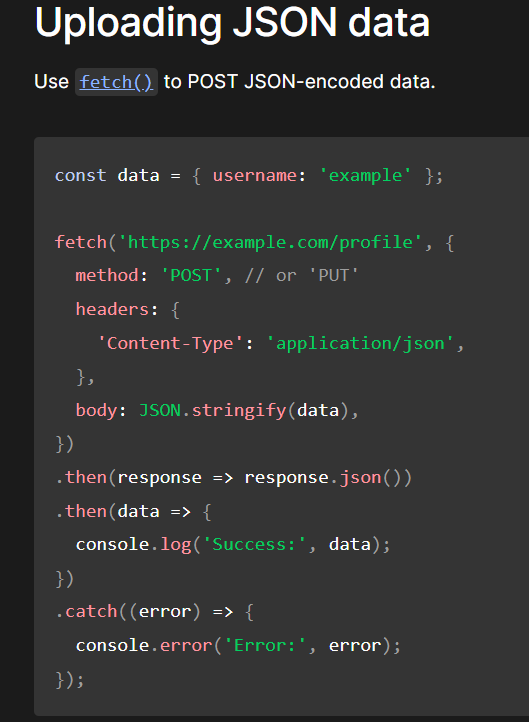 Uploading JSON data
Use fetch() to POST JSON-encoded data.
const data = { username: 'example' };
fetch('https://example.com/profile', {
  method: 'POST', // or 'PUT'
  headers: {
    'Content-Type': 'application/json',
  },
  body: JSON.stringify(data),
})
.then(response => response.json())
.then(data => {
  console.log('Success:', data);
})
.catch((error) => {
  console.error('Error:', error);
});